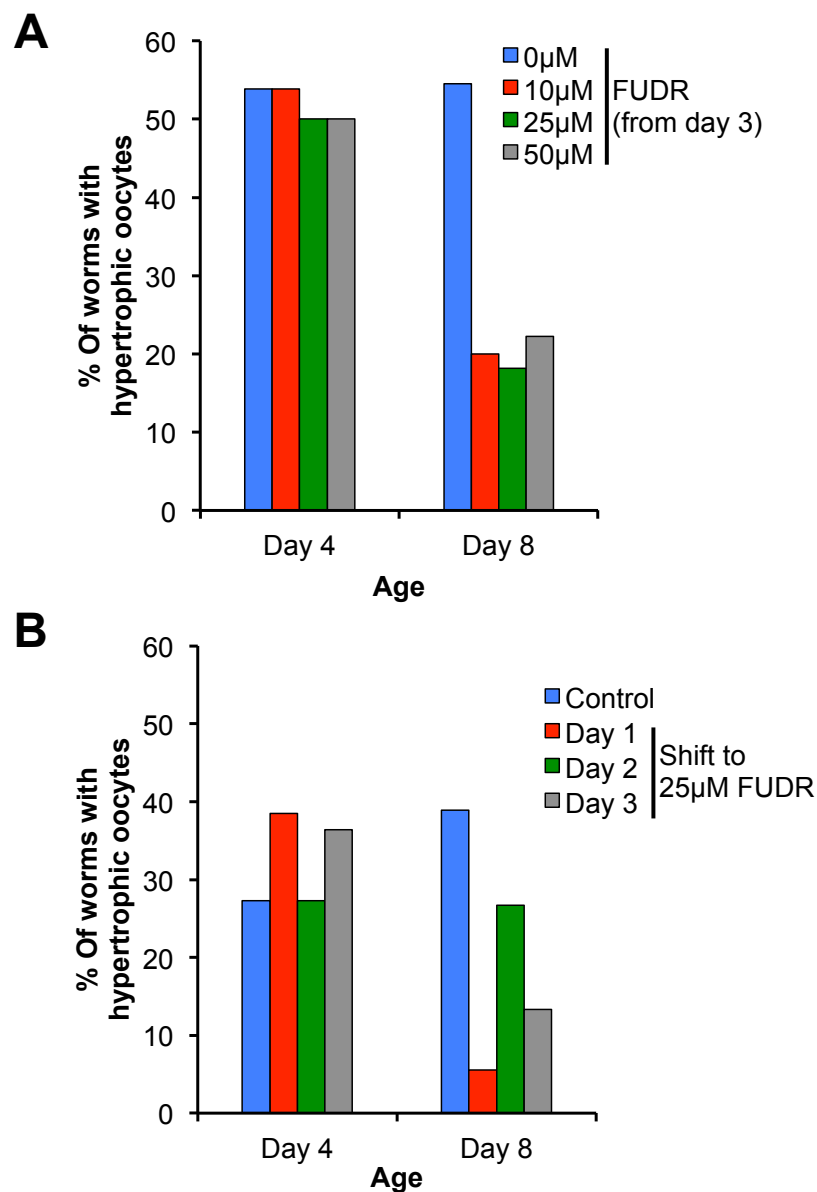 A
60
50
40
30
20
10
0
% Of worms with
hypertrophic oocytes
0µM
10µM
25µM
50µM
FUDR
(from day 3)
Day 4
Day 8
Age
B
60
50
40
30
20
10
0
% Of worms with
hypertrophic oocytes
Control
Day 1
Day 2
Day 3
Shift to
25µM FUDR
Day 4
Day 8
Age